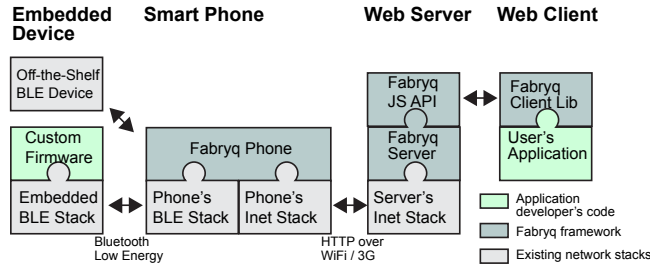 Embedded
Device
Smart Phone
Web Server
Web Client
Off-the-Shelf
BLE Device
Custom
Firmware
Embedded
BLE Stack
Bluetooth
Low Energy
Fabryq Phone
Phone's
BLE Stack
Phone's
Inet Stack
HTTP over
WiFi / 3G
Fabryq
JS API
Fabryq
Server
Server's
Inet Stack
Fabryq
Client Lib
User's
Application
Application
developer's code
Fabryq framework
Existing network stacks